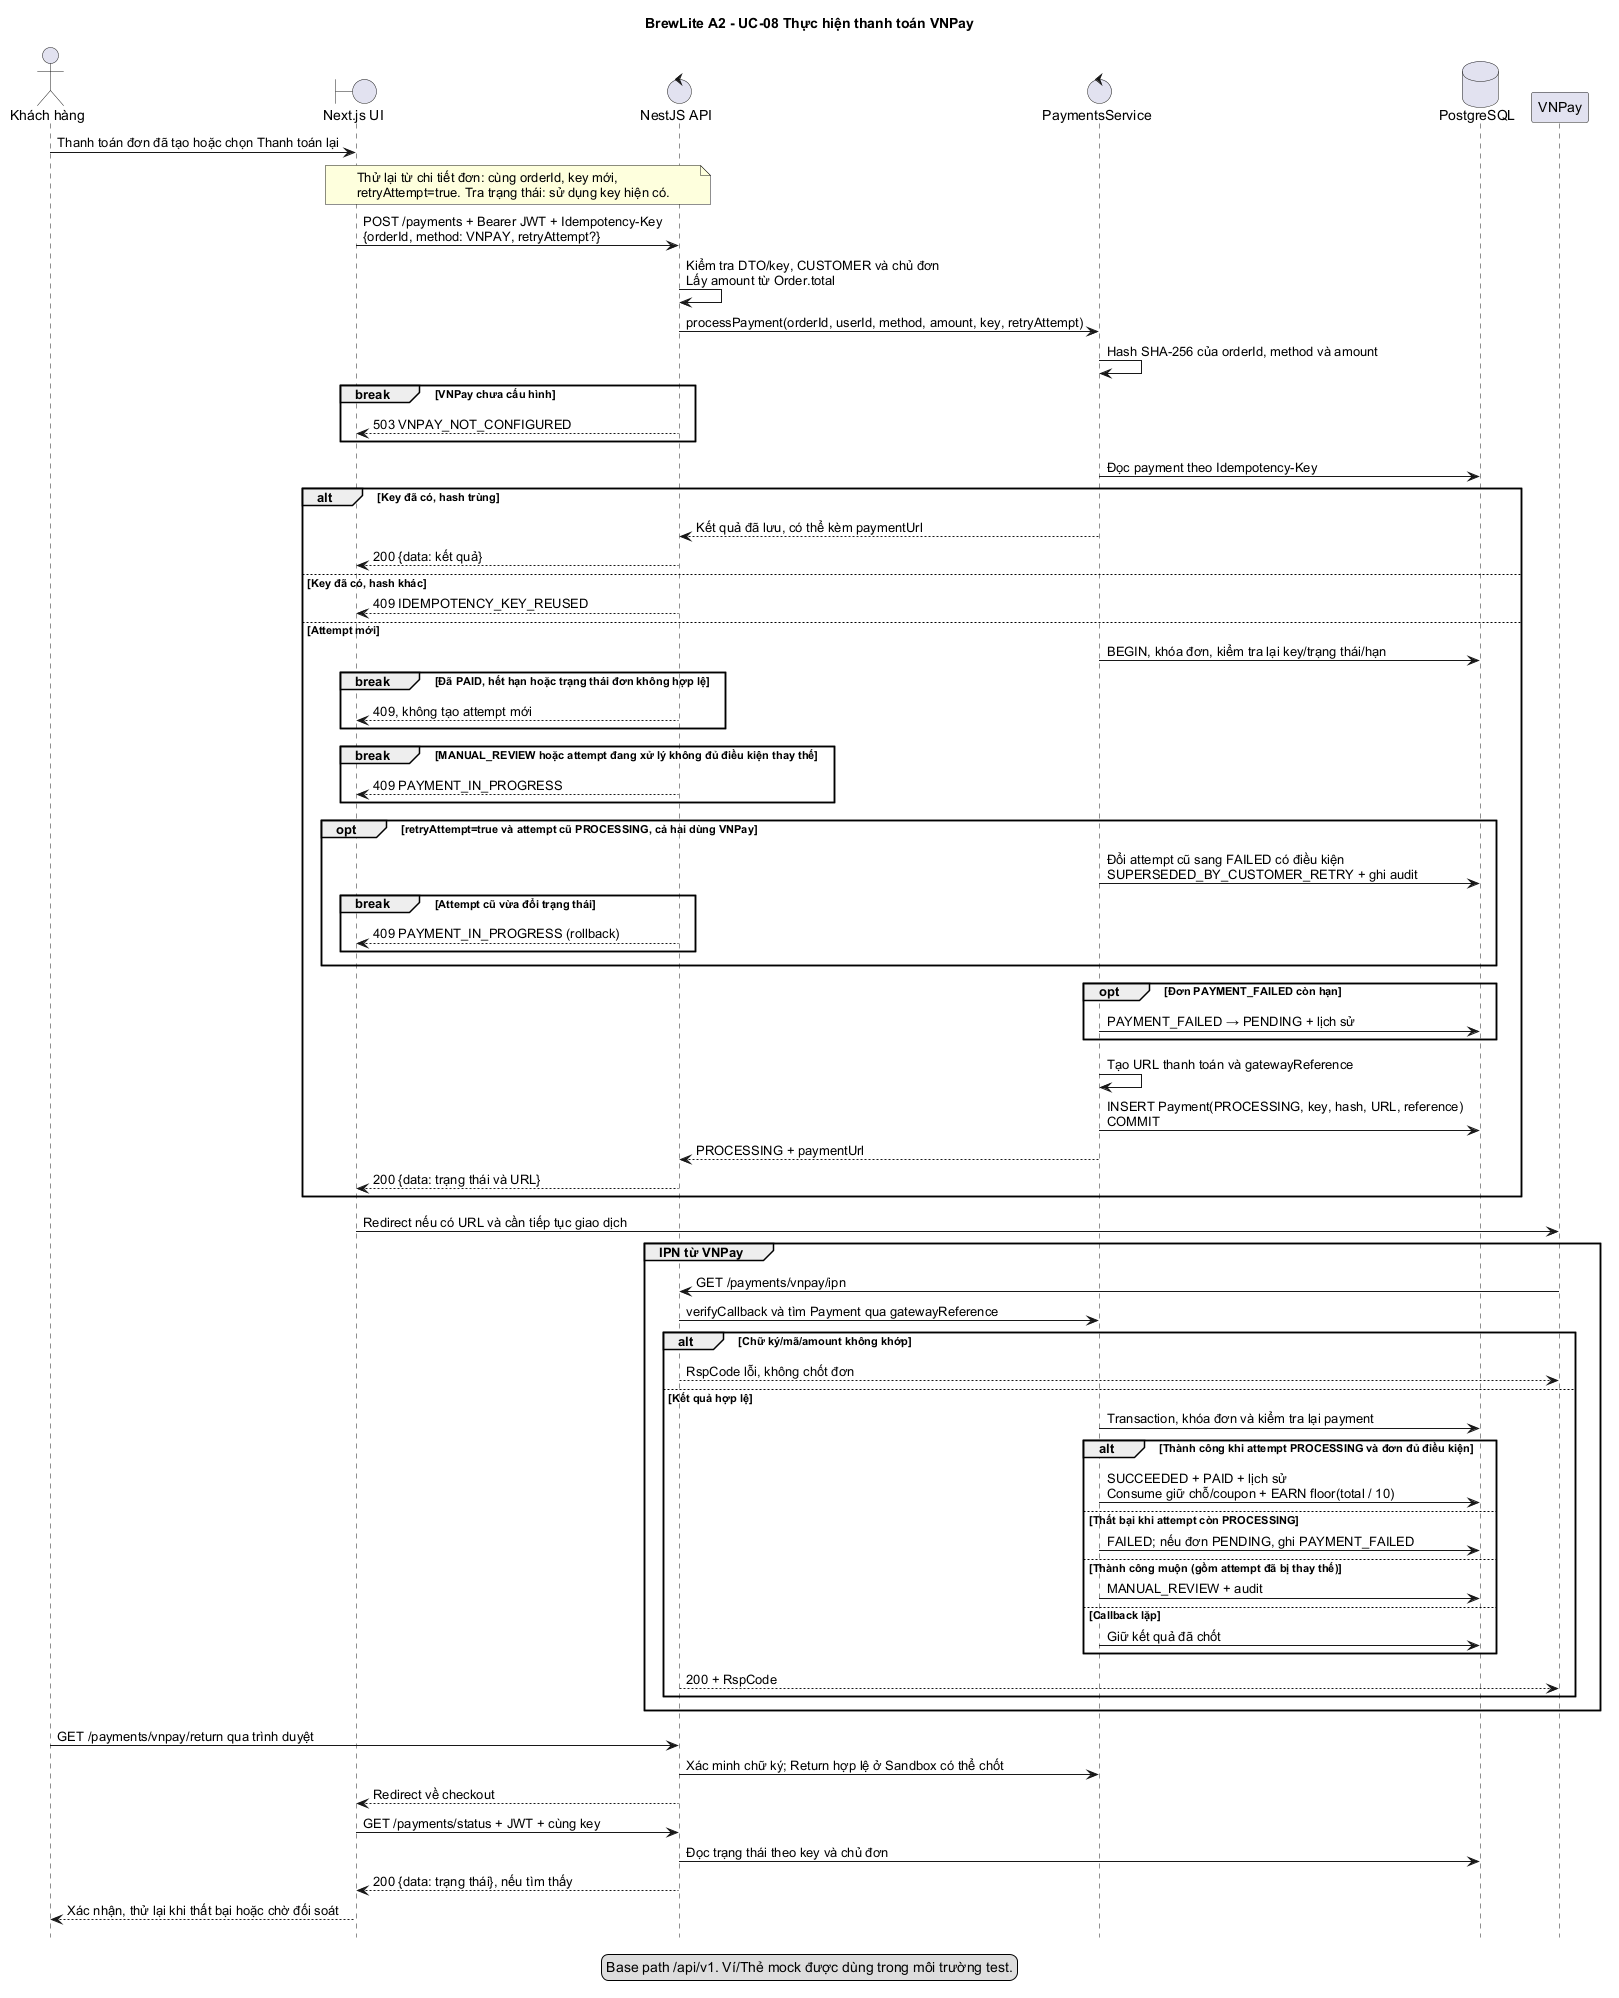 BrewLite A2 - UC-08 Thực hiện thanh toán VNPay
Khách hàng
Next.js UI
NestJS API
PaymentsService
PostgreSQL
VNPay
Thanh toán đơn đã tạo hoặc chọn Thanh toán lại
Thử lại từ chi tiết đơn: cùng orderId, key mới,
retryAttempt=true. Tra trạng thái: sử dụng key hiện có.
POST /payments + Bearer JWT + Idempotency-Key
{orderId, method: VNPAY, retryAttempt?}
Kiểm tra DTO/key, CUSTOMER và chủ đơn
Lấy amount từ Order.total
processPayment(orderId, userId, method, amount, key, retryAttempt)
Hash SHA-256 của orderId, method và amount
break [VNPay chưa cấu hình]
503 VNPAY_NOT_CONFIGURED
Đọc payment theo Idempotency-Key
alt [Key đã có, hash trùng]
Kết quả đã lưu, có thể kèm paymentUrl
200 {data: kết quả}
[Key đã có, hash khác]
409 IDEMPOTENCY_KEY_REUSED
[Attempt mới]
BEGIN, khóa đơn, kiểm tra lại key/trạng thái/hạn
break [Đã PAID, hết hạn hoặc trạng thái đơn không hợp lệ]
409, không tạo attempt mới
break [MANUAL_REVIEW hoặc attempt đang xử lý không đủ điều kiện thay thế]
409 PAYMENT_IN_PROGRESS
opt [retryAttempt=true và attempt cũ PROCESSING, cả hai dùng VNPay]
Đổi attempt cũ sang FAILED có điều kiện
SUPERSEDED_BY_CUSTOMER_RETRY + ghi audit
break [Attempt cũ vừa đổi trạng thái]
409 PAYMENT_IN_PROGRESS (rollback)
opt [Đơn PAYMENT_FAILED còn hạn]
PAYMENT_FAILED → PENDING + lịch sử
Tạo URL thanh toán và gatewayReference
INSERT Payment(PROCESSING, key, hash, URL, reference)
COMMIT
PROCESSING + paymentUrl
200 {data: trạng thái và URL}
Redirect nếu có URL và cần tiếp tục giao dịch
IPN từ VNPay
GET /payments/vnpay/ipn
verifyCallback và tìm Payment qua gatewayReference
alt [Chữ ký/mã/amount không khớp]
RspCode lỗi, không chốt đơn
[Kết quả hợp lệ]
Transaction, khóa đơn và kiểm tra lại payment
alt [Thành công khi attempt PROCESSING và đơn đủ điều kiện]
SUCCEEDED + PAID + lịch sử
Consume giữ chỗ/coupon + EARN floor(total / 10)
[Thất bại khi attempt còn PROCESSING]
FAILED; nếu đơn PENDING, ghi PAYMENT_FAILED
[Thành công muộn (gồm attempt đã bị thay thế)]
MANUAL_REVIEW + audit
[Callback lặp]
Giữ kết quả đã chốt
200 + RspCode
GET /payments/vnpay/return qua trình duyệt
Xác minh chữ ký; Return hợp lệ ở Sandbox có thể chốt
Redirect về checkout
GET /payments/status + JWT + cùng key
Đọc trạng thái theo key và chủ đơn
200 {data: trạng thái}, nếu tìm thấy
Xác nhận, thử lại khi thất bại hoặc chờ đối soát
Base path /api/v1. Ví/Thẻ mock được dùng trong môi trường test.